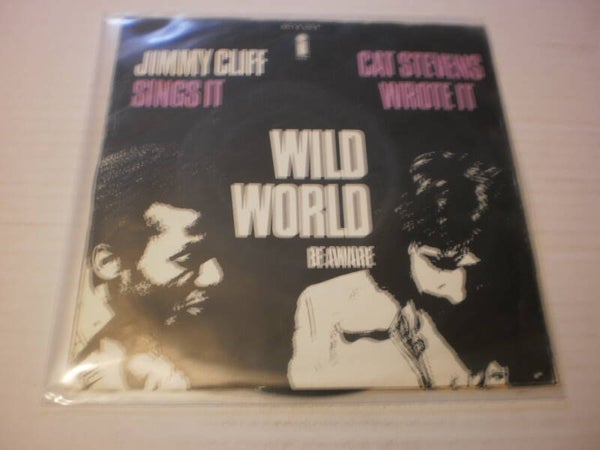 JIMMY CLIFF
SINGS IT
CAT STEVENS
WROTE IT
WILD
WORLD
BE AWARE